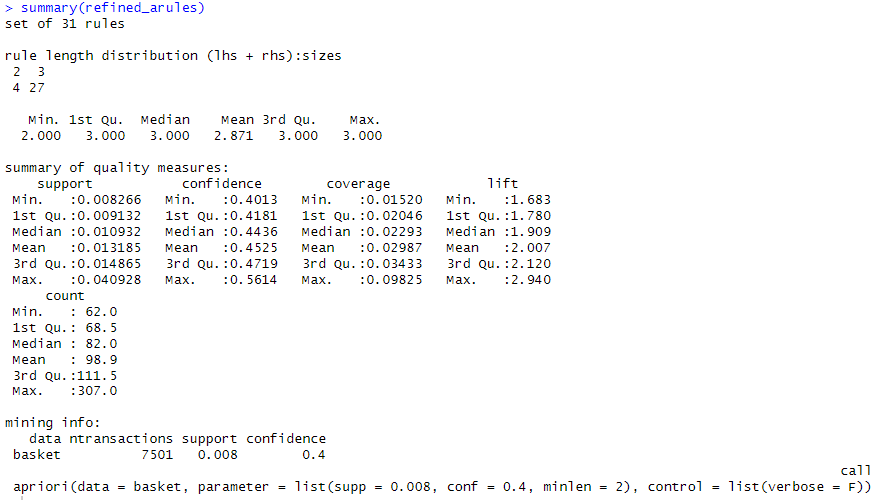 > summary(refined_arules)
set of 31 rules
rule length distribution (lhs + rhs):sizes
 2  3
 4 27
   Min. 1st Qu.  Median    Mean 3rd Qu.    Max.
  2.000   3.000   3.000   2.871   3.000   3.000
summary of quality measures:
    support           confidence        coverage            lift
 Min.   :0.008266   Min.   :0.4013   Min.   :0.01520   Min.   :1.683
 1st Qu.:0.009132   1st Qu.:0.4181   1st Qu.:0.02046   1st Qu.:1.780
 Median :0.010932   Median :0.4436   Median :0.02293   Median :1.909
 Mean   :0.013185   Mean   :0.4525   Mean   :0.02987   Mean   :2.007
 3rd Qu.:0.014865   3rd Qu.:0.4719   3rd Qu.:0.03433   3rd Qu.:2.120
 Max.   :0.040928   Max.   :0.5614   Max.   :0.09825   Max.   :2.940
     count
 Min.   : 62.0
 1st Qu.: 68.5
 Median : 82.0
 Mean   : 98.9
 3rd Qu.:111.5
 Max.   :307.0
mining info:
   data ntransactions support confidence
 basket          7501   0.008        0.4
call
 apriori(data = basket, parameter = list(supp = 0.008, conf = 0.4, minlen = 2), control = list(verbose = F))